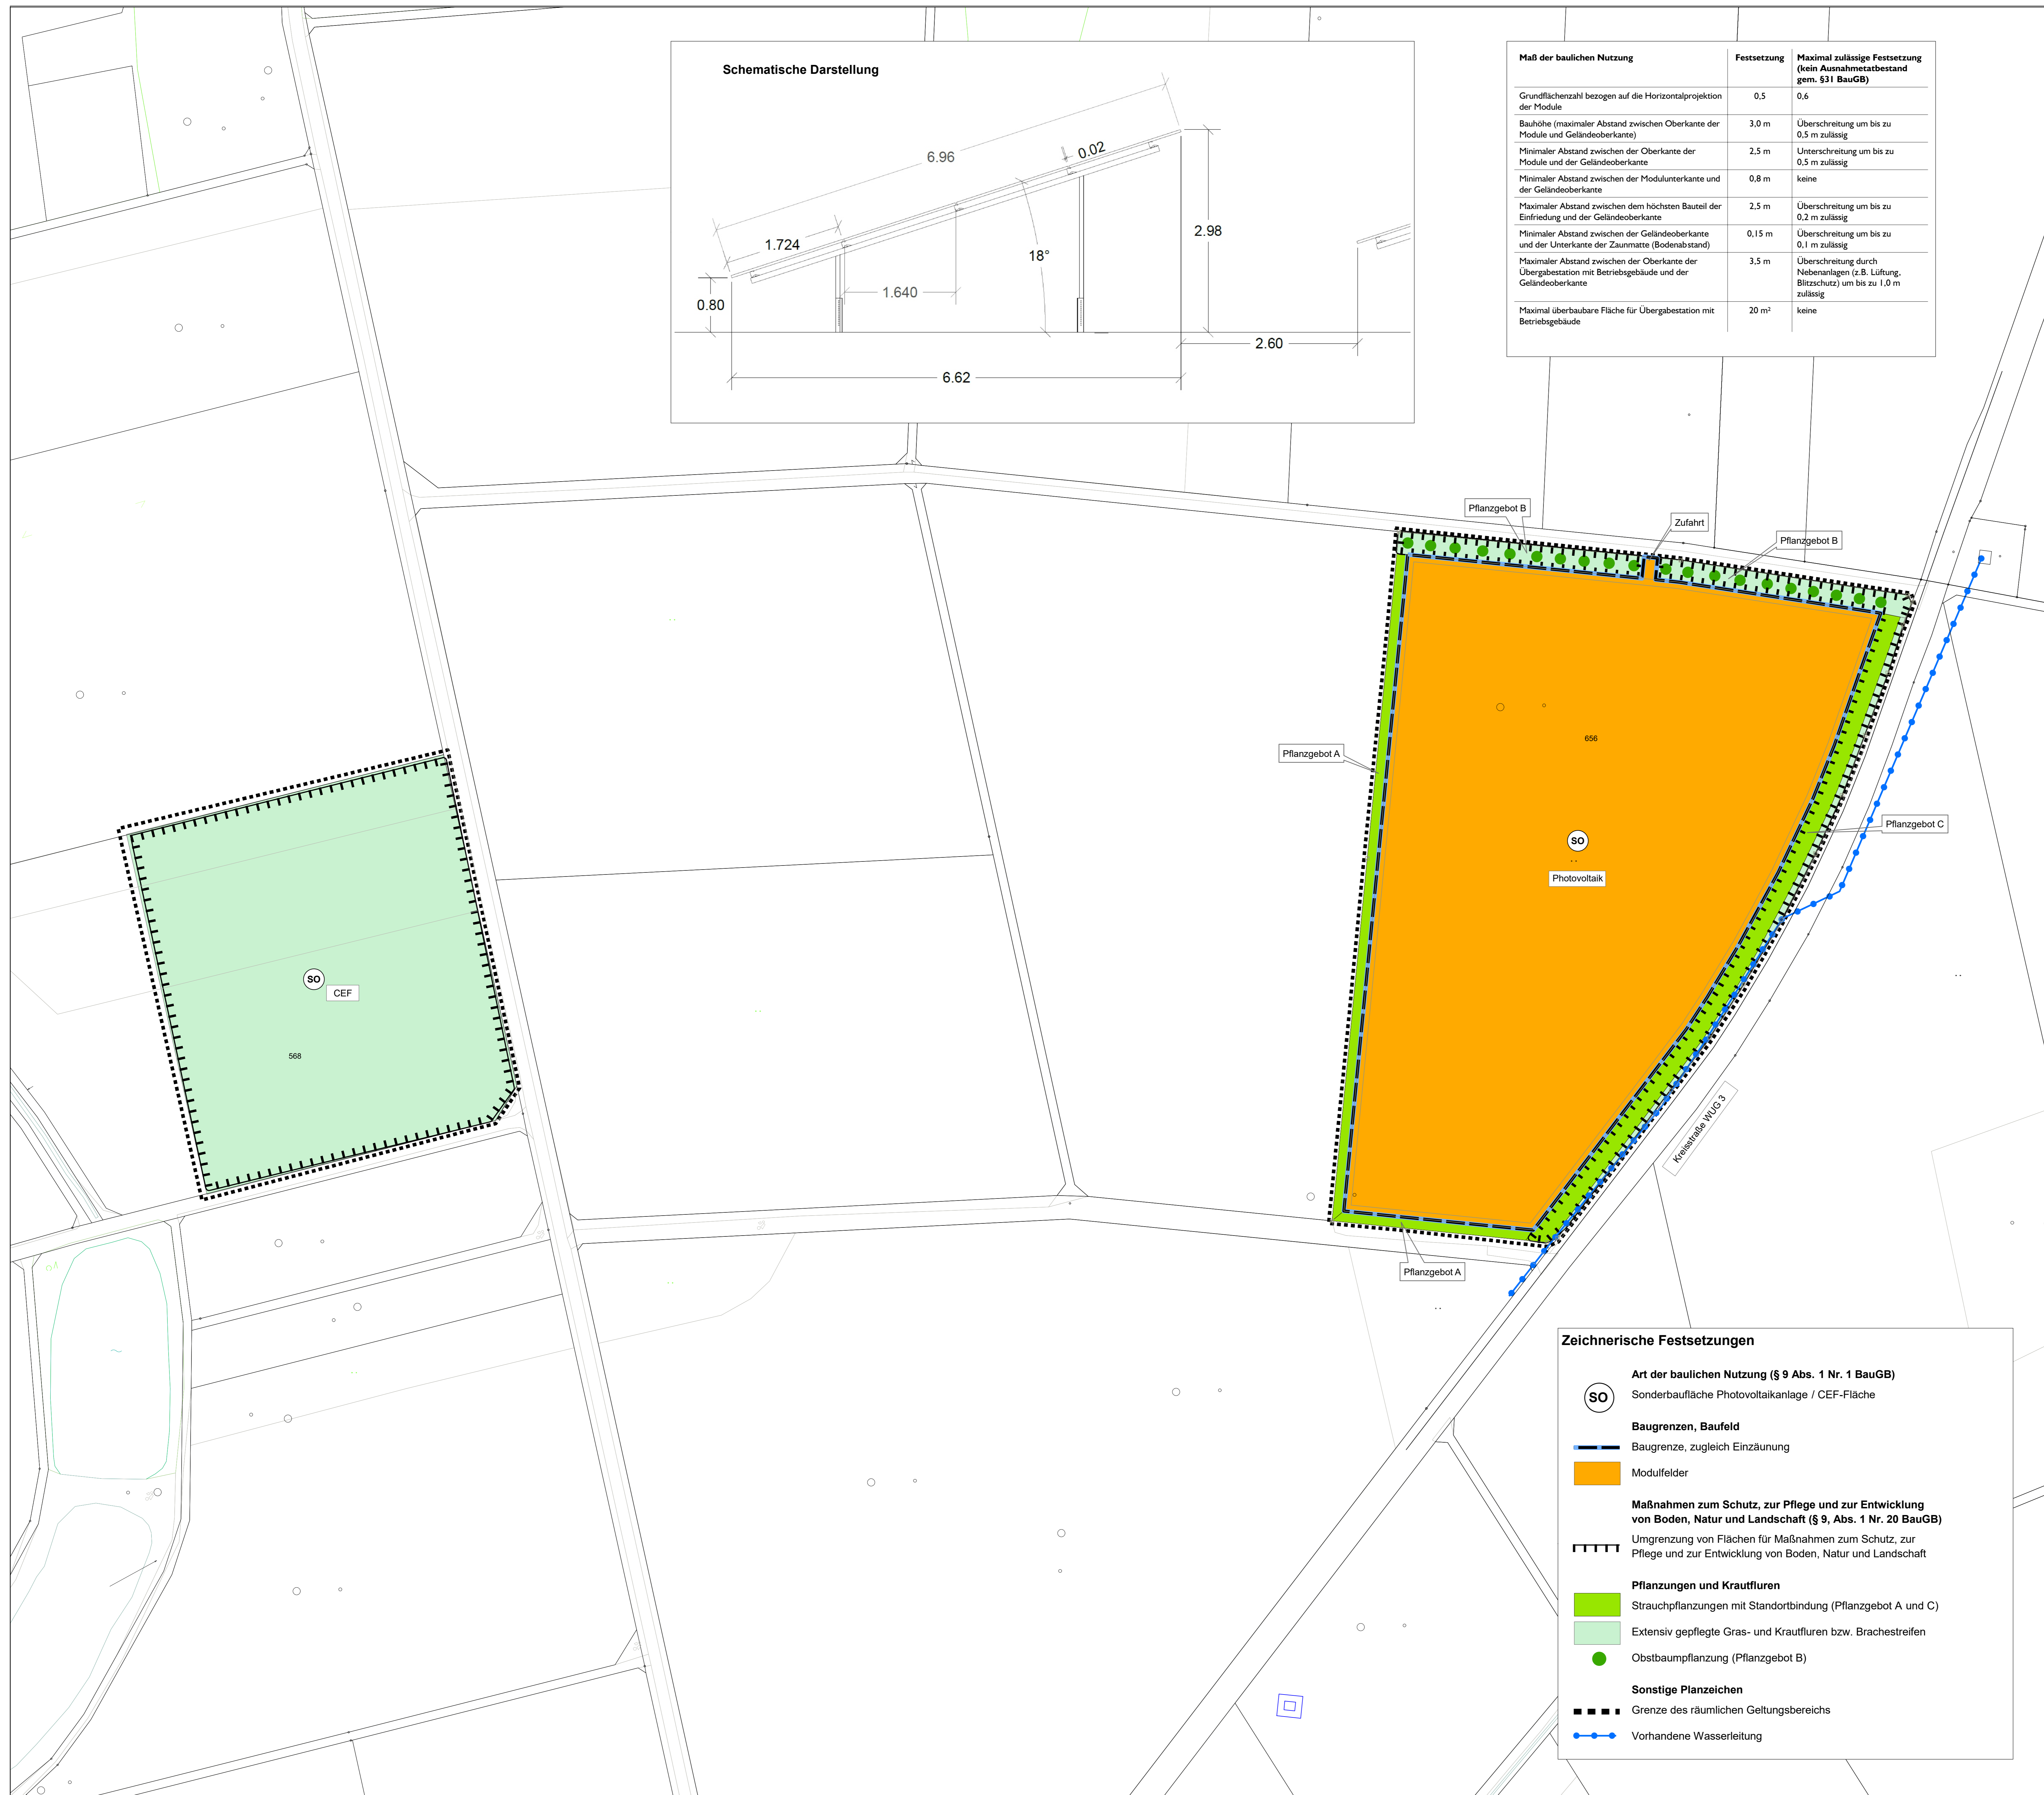 Schematische Darstellung
6.96
0.02
1.724
2.98
18°
1.640
0.80
2.60
6.62
Maß der baulichen Nutzung
Festsetzung
Maximal zulässige Festsetzung
(kein Ausnahmetatbestand
gem. §31 BauGB)
Grundflächenzahl bezogen auf die Horizontalprojektion
der Module
0,5
0,6
Bauhöhe (maximaler Abstand zwischen Oberkante der
Module und Geländeoberkante)
3,0 m
Überschreitung um bis zu
0,5 m zulässig
Minimaler Abstand zwischen der Oberkante der
Module und der Geländeoberkante
2,5 m
Unterschreitung um bis zu
0,5 m zulässig
Minimaler Abstand zwischen der Modulunterkante und
der Geländeoberkante
0,8 m
keine
Maximaler Abstand zwischen dem höchsten Bauteil der
Einfriedung und der Geländeoberkante
2,5 m
Überschreitung um bis zu
0,2 m zulässig
Minimaler Abstand zwischen der Geländeoberkante
und der Unterkante der Zaunmatte (Bodenabstand)
0,15 m
Überschreitung um bis zu
0,1 m zulässig
Maximaler Abstand zwischen der Oberkante der
Übergabestation mit Betriebsgebäude und der
Geländeoberkante
3,5 m
Überschreitung durch
Nebenanlagen (z.B. Lüftung,
Blitzschutz) um bis zu 1,0 m
zulässig
Maximal überbaubare Fläche für Übergabestation mit
Betriebsgebäude
20 m²
keine
Pflanzgebot B
Zufahrt
Pflanzgebot B
656
Pflanzgebot A
Pflanzgebot C
SO
Photovoltaik
SO
CEF
568
Kreisstraße WUG 3
Pflanzgebot A
Zeichnerische Festsetzungen
Art der baulichen Nutzung (§ 9 Abs. 1 Nr. 1 BauGB)
SO
Sonderbaufläche Photovoltaikanlage / CEF-Fläche
Baugrenzen, Baufeld
Baugrenze, zugleich Einzäunung
Modulfelder
Maßnahmen zum Schutz, zur Pflege und zur Entwicklung
von Boden, Natur und Landschaft (§ 9, Abs. 1 Nr. 20 BauGB)
Umgrenzung von Flächen für Maßnahmen zum Schutz, zur
Pflege und zur Entwicklung von Boden, Natur und Landschaft
Pflanzungen und Krautfluren
Strauchpflanzungen mit Standortbindung (Pflanzgebot A und C)
Extensiv gepflegte Gras- und Krautfluren bzw. Brachestreifen
Obstbaumpflanzung (Pflanzgebot B)
Sonstige Planzeichen
Grenze des räumlichen Geltungsbereichs
Vorhandene Wasserleitung